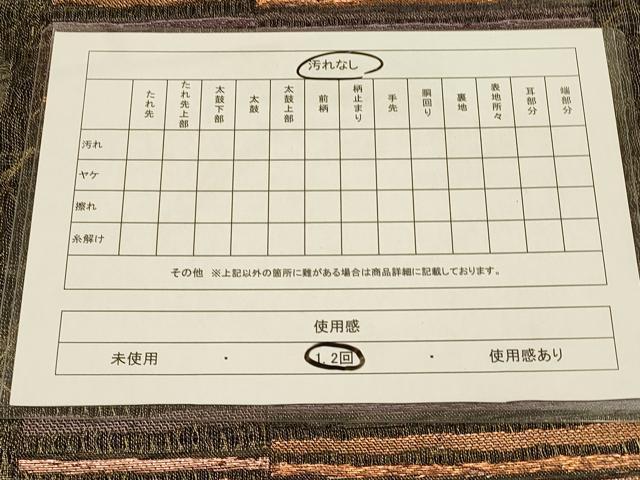 汚れなし
たれ先 たれ先上部 太鼓下部 太鼓 太鼓上部 前柄 柄止まり 手先 胴回り 裏地 表地所々 耳部分 端部分
汚れ
ヤケ
擦れ
糸解け
その他 ※上記以外の箇所に難がある場合は商品詳細に記載しております。
使用感
未使用 ・ 1, 2回 ・ 使用感あり